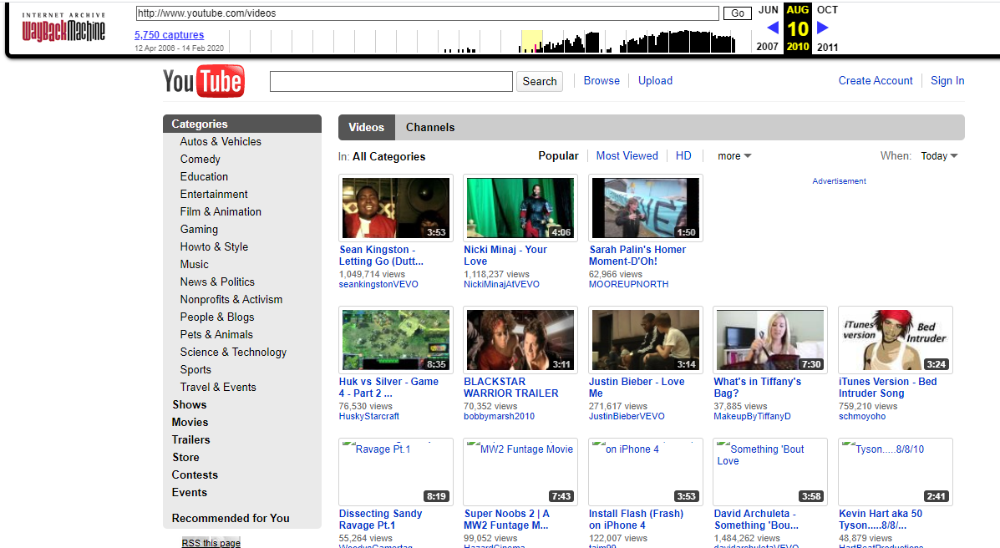 INTERNET ARCHIVE
WayBackMachine
http://www.youtube.com/videos
Go
JUN
AUG
OCT
5,750 captures
10
12 Apr 2006 - 14 Feb 2020
2007
2010
2011
YouTube
Search
Browse
Upload
Create Account
Sign In
Categories
Autos & Vehicles
Comedy
Education
Entertainment
Film & Animation
Gaming
Howto & Style
Music
News & Politics
Nonprofits & Activism
People & Blogs
Pets & Animals
Science & Technology
Sports
Travel & Events
Shows
Movies
Trailers
Store
Contests
Events
Recommended for You
RSS this page
Videos
Channels
In: All Categories
Popular
Most Viewed
HD
more
When: Today
3:53
Sean Kingston -
Letting Go (Dutt...
1,049,714 views
seankingstonVEVO
4:06
Nicki Minaj - Your
Love
1,118,237 views
NickiMinajAtVEVO
1:50
Sarah Palin's Homer
Moment-D'Oh!
62,966 views
MOOREUPNORTH
Advertisement
8:35
Huk vs Silver - Game
4 - Part 2 ...
76,530 views
HuskyStarcraft
3:11
BLACKSTAR
WARRIOR TRAILER
70,352 views
bobbymarsh2010
3:14
Justin Bieber - Love
Me
271,617 views
JustinBieberVEVO
7:30
What's in Tiffany's
Bag?
37,885 views
MakeupByTiffanyD
iTunes
version
Bed
Intruder
3:24
iTunes Version - Bed
Intruder Song
759,210 views
schmoyoho
Ravage Pt.1
8:19
Dissecting Sandy
Ravage Pt.1
55,264 views
WoodysGamertag
MW2 Funtage Movie
7:43
Super Noobs 2 | A
MW2 Funtage M...
99,052 views
HazardCinema
on iPhone 4
3:53
Install Flash (Frash)
on iPhone 4
122,007 views
taim99
Something 'Bout
Love
3:58
David Archuleta -
Something 'Bou...
1,484,262 views
davidarchuletaVEVO
Tyson.....8/8/10
2:41
Kevin Hart aka 50
Tyson.....8/8/...
48,879 views
HartBeatProductions